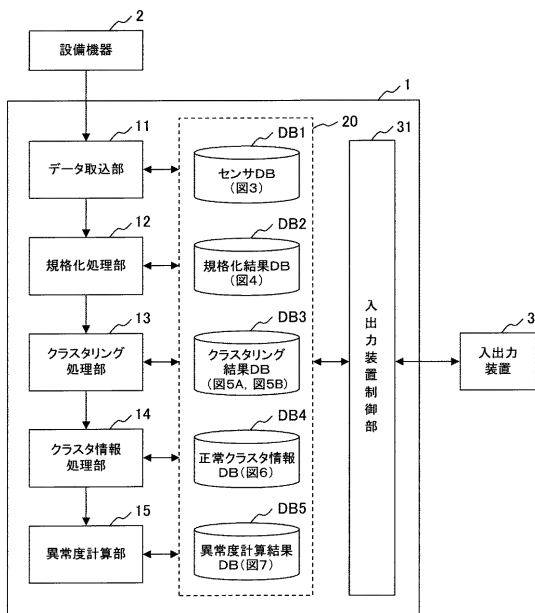 2
設備機器
1
11
データ取込部
20
DB1
センサDB
(図3)
31
12
規格化処理部
DB2
規格化結果DB
(図4)
13
クラスタリング
処理部
DB3
クラスタリング
結果DB
(図5A, 図5B)
入出力装置制御部
3
入出力
装置
14
クラスタ情報
処理部
DB4
正常クラスタ情報
DB(図6)
15
異常度計算部
DB5
異常度計算結果
DB(図7)